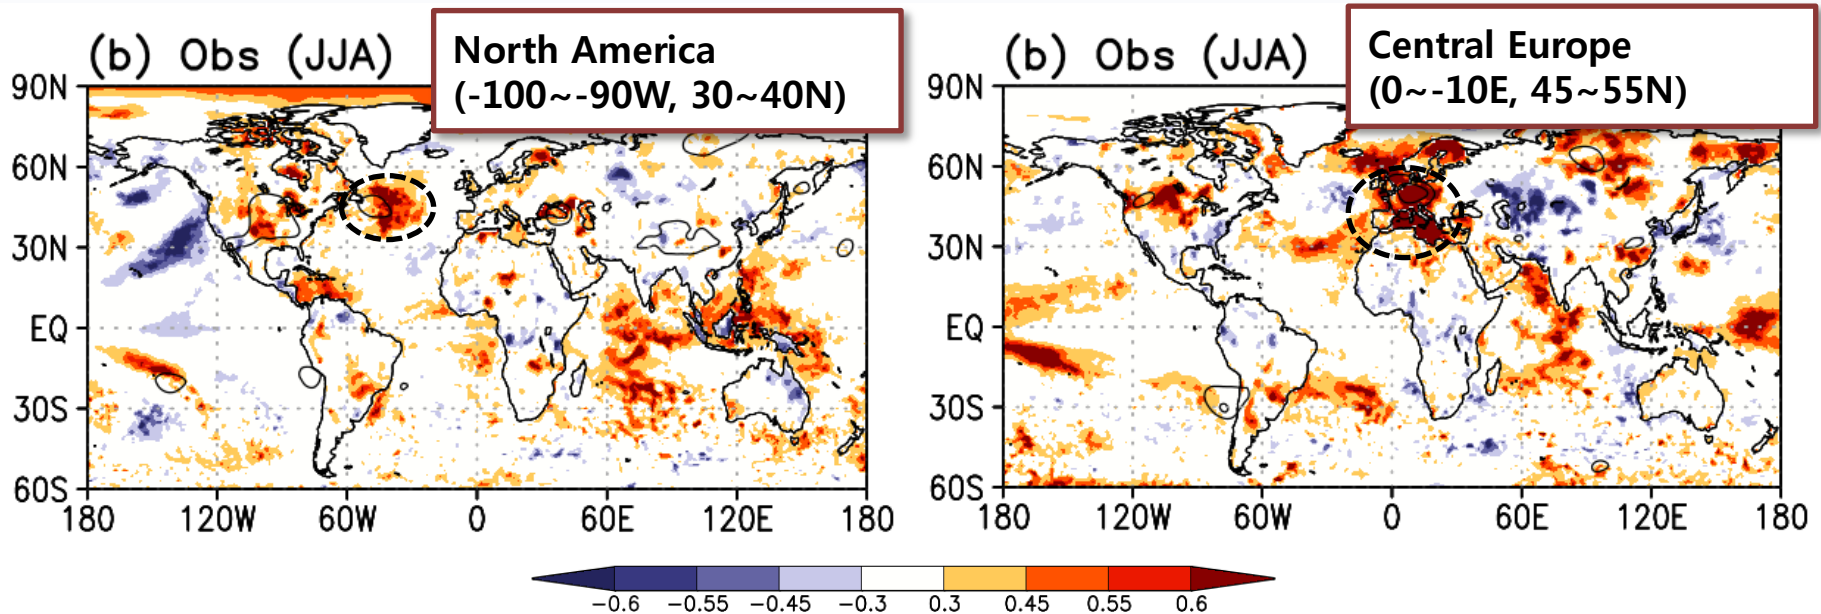 (b) Obs (JJA)
North America
(-100~-90W, 30~40N)
90N
60N
30N
EQ
30S
60S
180 120W 60W 0 60E 120E 180
(b) Obs (JJA)
Central Europe
(0~-10E, 45~55N)
90N
60N
30N
EQ
30S
60S
180 120W 60W 0 60E 120E 180
-0.6 -0.55 -0.45 -0.3 0.3 0.45 0.55 0.6